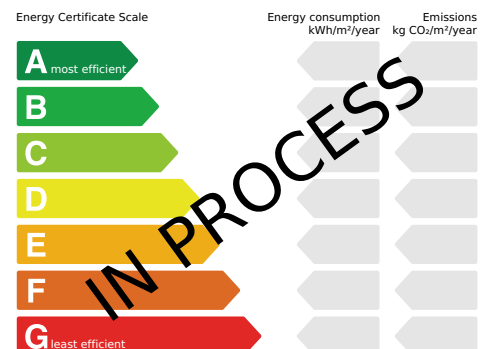 Energy Certificate Scale
Energy consumption
kWh/m²/year
Emissions
kg CO₂/m²/year
A most efficient
B
C
D
E
F
G least efficient
IN PROCESS